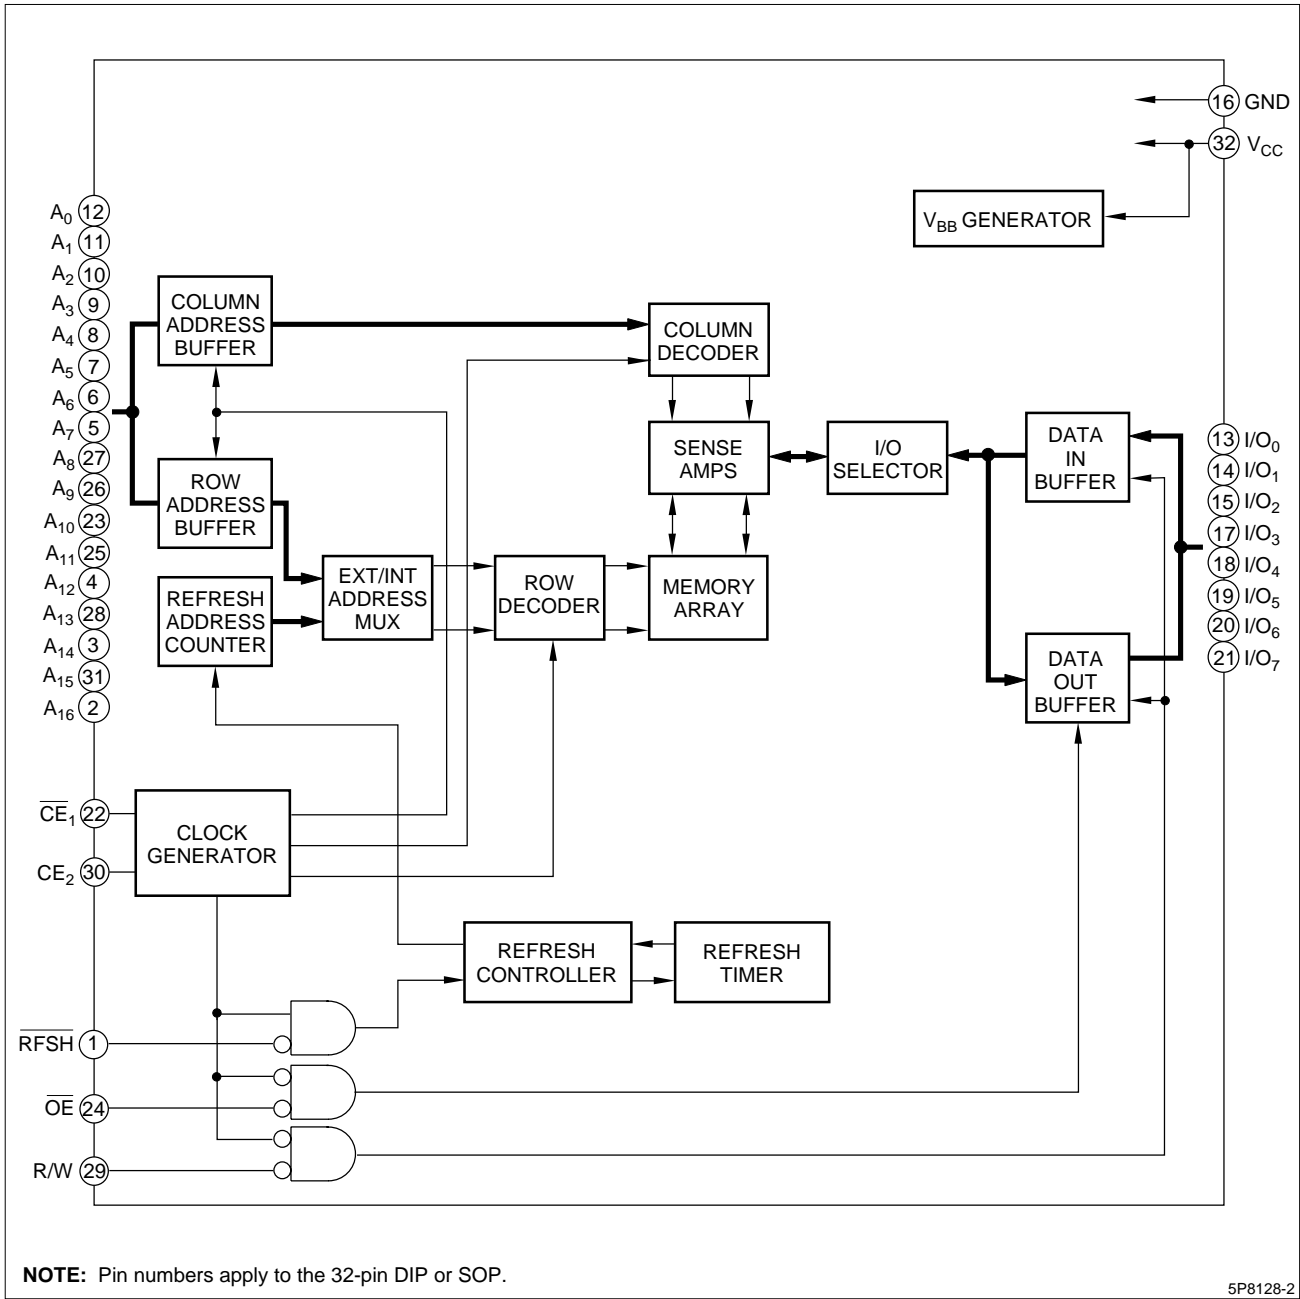 16 GND
32 VCC
VBB GENERATOR
A0 12
A1 11
A2 10
A3 9
A4 8
A5 7
A6 6
A7 5
A8 27
A9 26
A10 23
A11 25
A12 4
A13 28
A14 3
A15 31
A16 2
COLUMN
ADDRESS
BUFFER
COLUMN
DECODER
ROW
ADDRESS
BUFFER
SENSE
AMPS
I/O
SELECTOR
DATA
IN
BUFFER
13 I/O0
14 I/O1
15 I/O2
17 I/O3
18 I/O4
19 I/O5
20 I/O6
21 I/O7
REFRESH
ADDRESS
COUNTER
EXT/INT
ADDRESS
MUX
ROW
DECODER
MEMORY
ARRAY
DATA
OUT
BUFFER
C̅E̅1 22
CE2 30
CLOCK
GENERATOR
REFRESH
CONTROLLER
REFRESH
TIMER
R̅F̅S̅H̅ 1
O̅E̅ 24
R/W 29
NOTE: Pin numbers apply to the 32-pin DIP or SOP.
5P8128-2